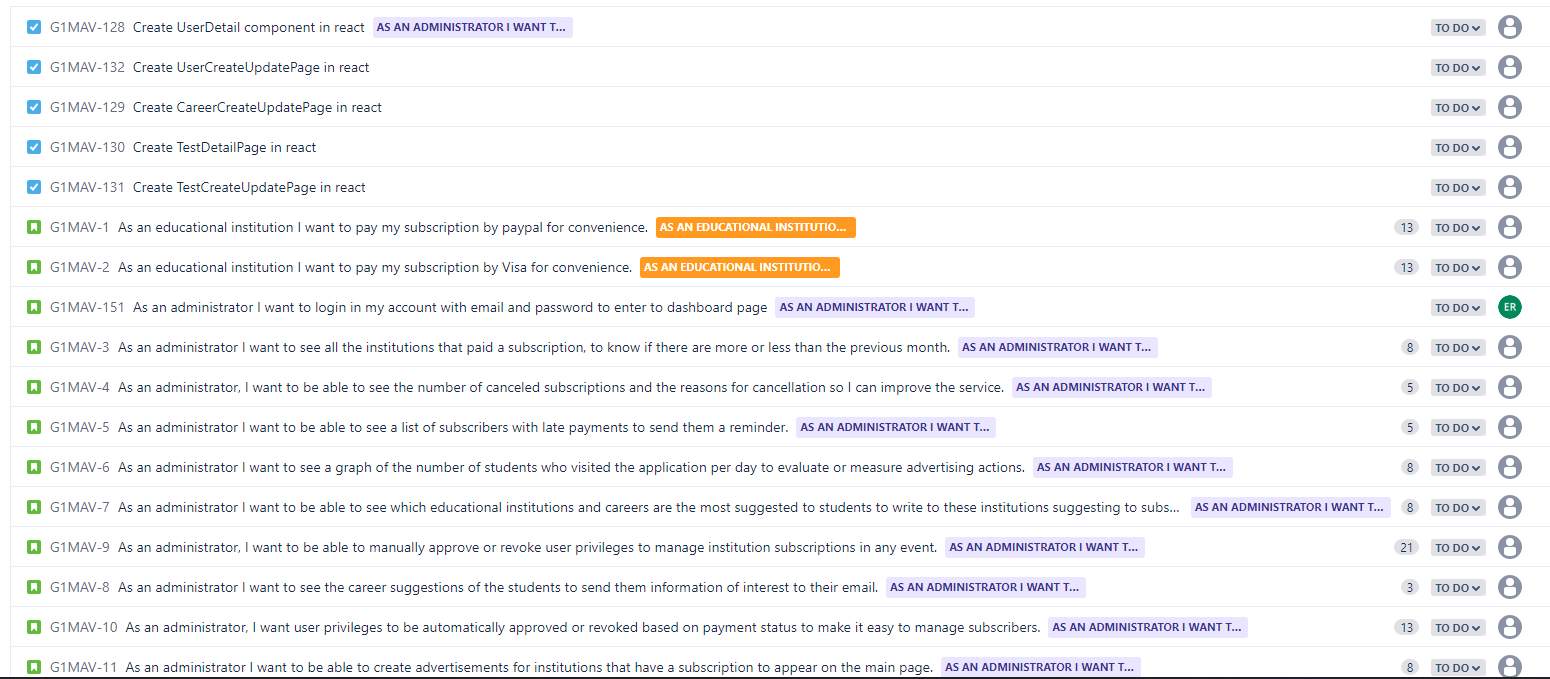 G1MAV-128 Create UserDetail component in react AS AN ADMINISTRATOR I WANT T... TO DO
G1MAV-132 Create UserCreateUpdatePage in react TO DO
G1MAV-129 Create CareerCreateUpdatePage in react TO DO
G1MAV-130 Create TestDetailPage in react TO DO
G1MAV-131 Create TestCreateUpdatePage in react TO DO
G1MAV-1 As an educational institution I want to pay my subscription by paypal for convenience. AS AN EDUCATIONAL INSTITUTIO... 13 TO DO
G1MAV-2 As an educational institution I want to pay my subscription by Visa for convenience. AS AN EDUCATIONAL INSTITUTIO... 13 TO DO
G1MAV-151 As an administrator I want to login in my account with email and password to enter to dashboard page AS AN ADMINISTRATOR I WANT T... TO DO ER
G1MAV-3 As an administrator I want to see all the institutions that paid a subscription, to know if there are more or less than the previous month. AS AN ADMINISTRATOR I WANT T... 8 TO DO
G1MAV-4 As an administrator, I want to be able to see the number of canceled subscriptions and the reasons for cancellation so I can improve the service. AS AN ADMINISTRATOR I WANT T... 5 TO DO
G1MAV-5 As an administrator I want to be able to see a list of subscribers with late payments to send them a reminder. AS AN ADMINISTRATOR I WANT T... 5 TO DO
G1MAV-6 As an administrator I want to see a graph of the number of students who visited the application per day to evaluate or measure advertising actions. AS AN ADMINISTRATOR I WANT T... 8 TO DO
G1MAV-7 As an administrator I want to be able to see which educational institutions and careers are the most suggested to students to write to these institutions suggesting to subs... AS AN ADMINISTRATOR I WANT T... 8 TO DO
G1MAV-9 As an administrator, I want to be able to manually approve or revoke user privileges to manage institution subscriptions in any event. AS AN ADMINISTRATOR I WANT T... 21 TO DO
G1MAV-8 As an administrator I want to see the career suggestions of the students to send them information of interest to their email. AS AN ADMINISTRATOR I WANT T... 3 TO DO
G1MAV-10 As an administrator, I want user privileges to be automatically approved or revoked based on payment status to make it easy to manage subscribers. AS AN ADMINISTRATOR I WANT T... 13 TO DO
G1MAV-11 As an administrator I want to be able to create advertisements for institutions that have a subscription to appear on the main page. AS AN ADMINISTRATOR I WANT T... 8 TO DO